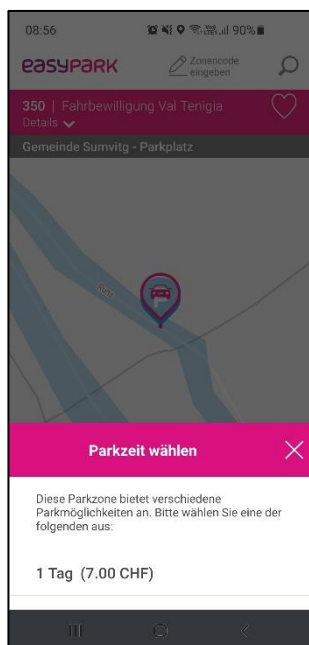 08:56 90%
easyPARK
Zonencode
eingeben
350 | Fahrbewilligung Val Tenigia
Details
Gemeinde Sumvitg - Parkplatz
Parkzeit wählen
Diese Parkzone bietet verschiedene
Parkmöglichkeiten an. Bitte wählen Sie eine der
folgenden aus:
1 Tag (7.00 CHF)